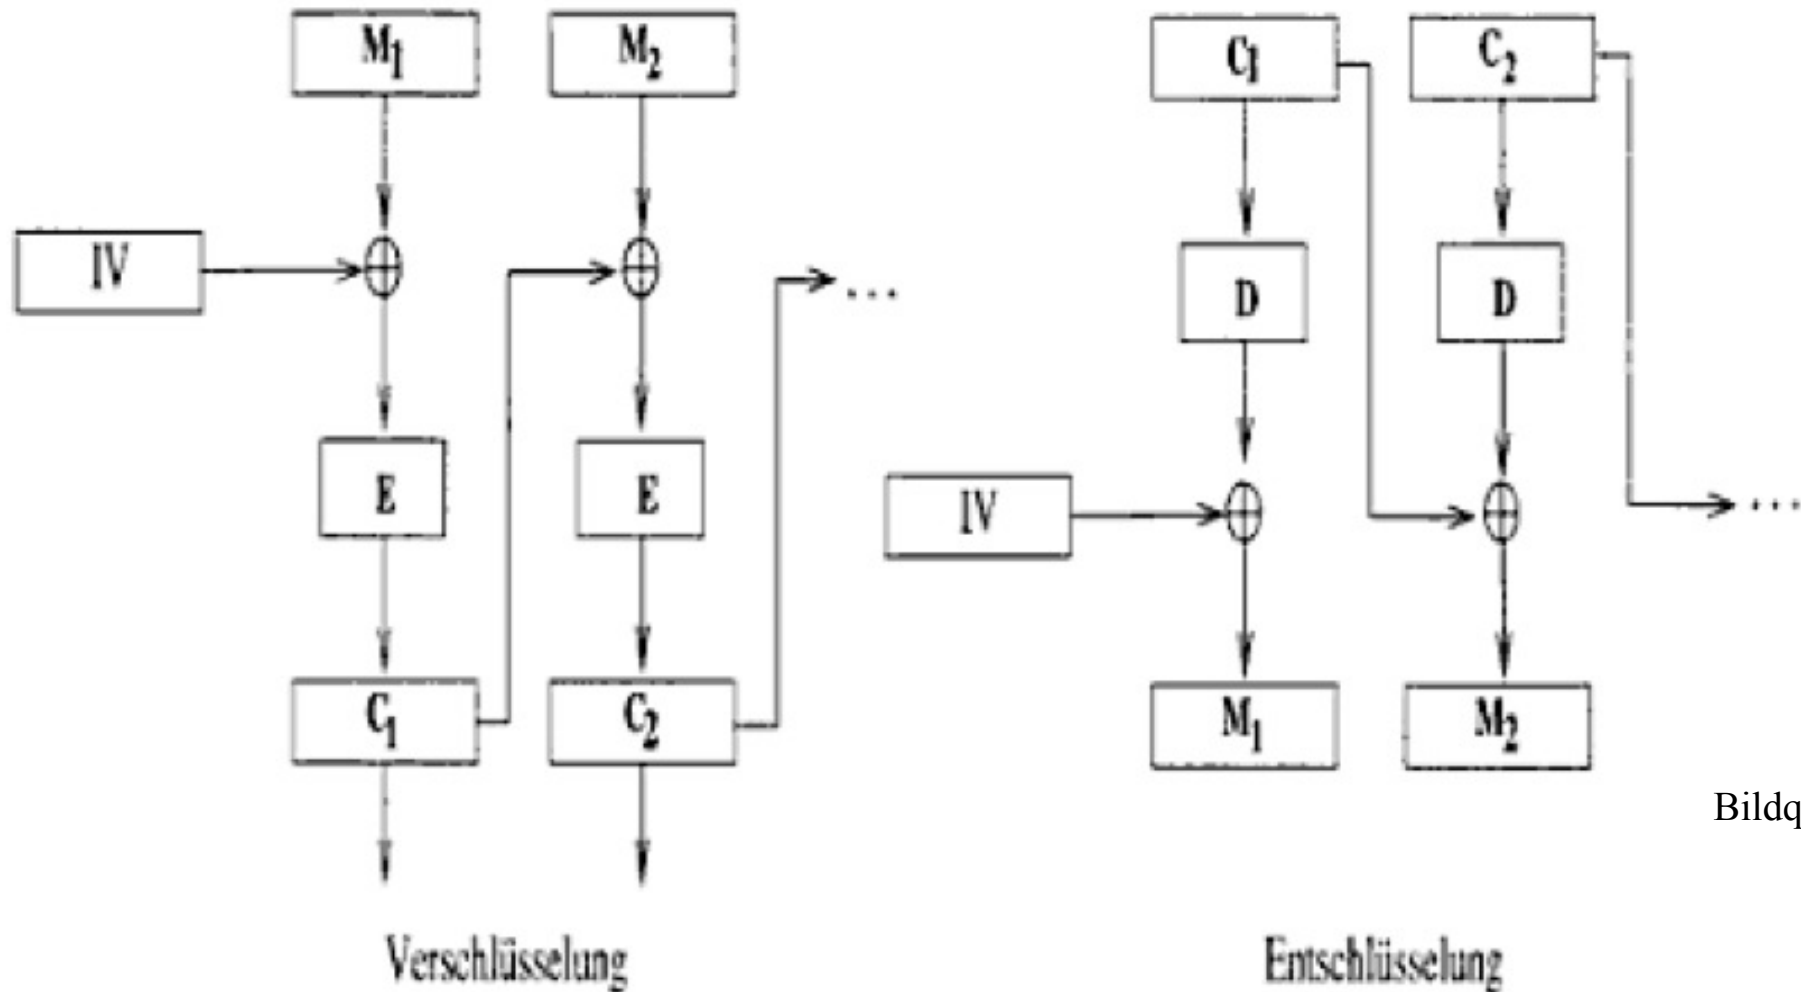 M1 M2
IV
...
E E
C1 C2
Verschlüsselung
C1 C2
D D
IV
...
M1 M2
Entschlüsselung
Bildq